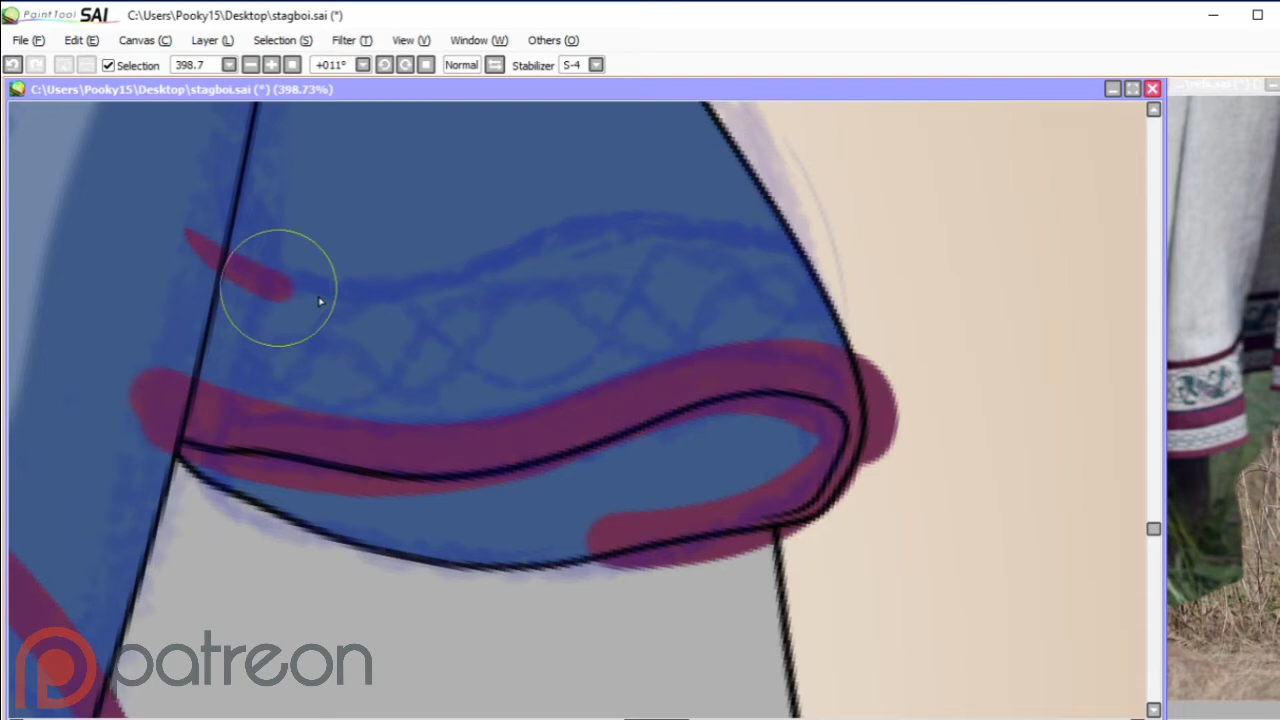 PaintTool SAI C:\Users\Pooky15\Desktop\stagboi.sai (*)
File (F) Edit (E) Canvas (C) Layer (L) Selection (S) Filter (T) View (V) Window (W) Others (O)
Selection 398.7 +011° Normal Stabilizer S-4
C:\Users\Pooky15\Desktop\stagboi.sai (*) (398.73%)
patreon